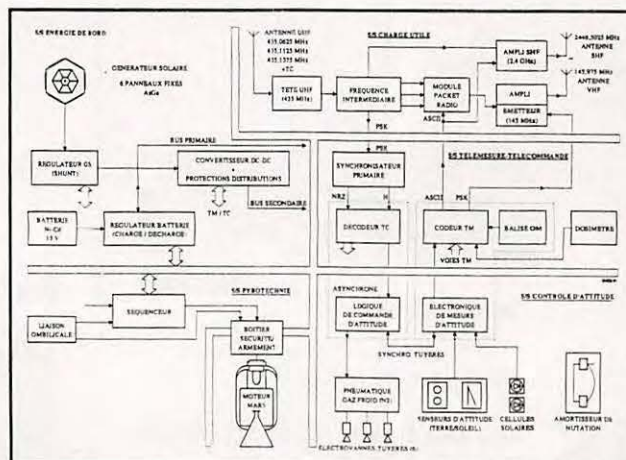 S/S ENERGIE DE BORD
GENERATEUR SOLAIRE
6 PANNEAUX FIXES
AsGa
REGULATEUR GS
(SHUNT)
BUS PRIMAIRE
CONVERTISSEUR DC-DC
+
PROTECTIONS DISTRIBUTIONS
BUS SECONDAIRE
TM / TC
BATTERIE
Ni-Cd
REGULATEUR BATTERIE
(CHARGE / DECHARGE)
S/S PYROTECHNIE
SEQUENCEUR
LIAISON
OMBILICALE
BOITIER
SECURITE/
ARMEMENT
MOTEUR
MARS
ANTENNE UHF
435.0625 MHz
435.1125 MHz
435.1375 MHz
+TC
S/S CHARGE UTILE
TETE UHF
(435 MHz)
FREQUENCE
INTERMEDIAIRE
MODULE
PACKET
RADIO
AMPLI SHF
(2,4 GHz)
ANTENNE
SHF
145,975 MHz
ANTENNE
VHF
AMPLI
EMETTEUR
(145 MHz)
ASCII
PSK
PSK
S/S TELEMESURE TELECOMMANDE
SYNCHRONISATEUR
PRIMAIRE
NRZ
H
ASCII
PSK
DECODEUR TC
CODEUR TM
BALISE OM
DOSIMETRE
VOIES TM
ASYNCHRONE
S/S CONTROLE D'ATTITUDE
LOGIQUE
DE COMMANDE
D'ATTITUDE
ELECTRONIQUE
DE MESURE
D'ATTITUDE
SYNCHRO TUYERES
PNEUMATIQUE
GAZ FROID (N2)
ELECTROVANNES TUYERES
SENSEURS D'ATTITUDE
(TERRE/SOLEIL)
CELLULES
SOLAIRES
AMORTISSEUR DE
NUTATION